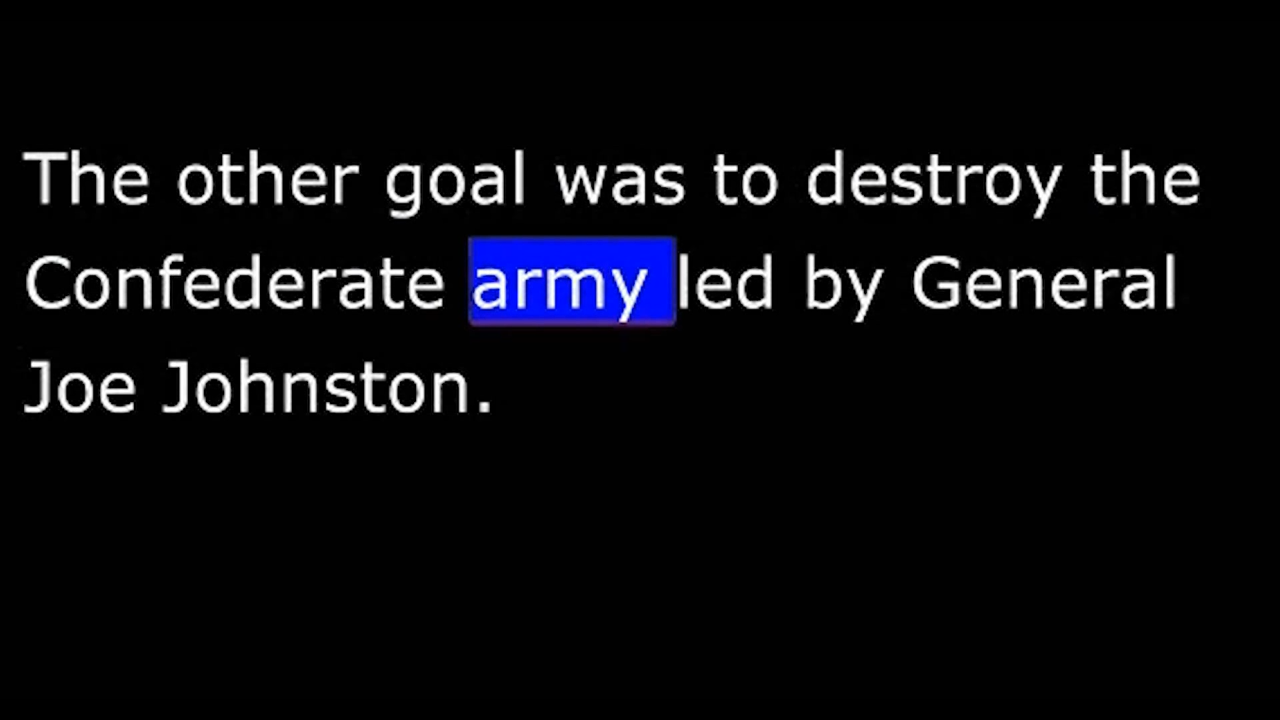 The other goal was to destroy the
Confederate army led by General
Joe Johnston.